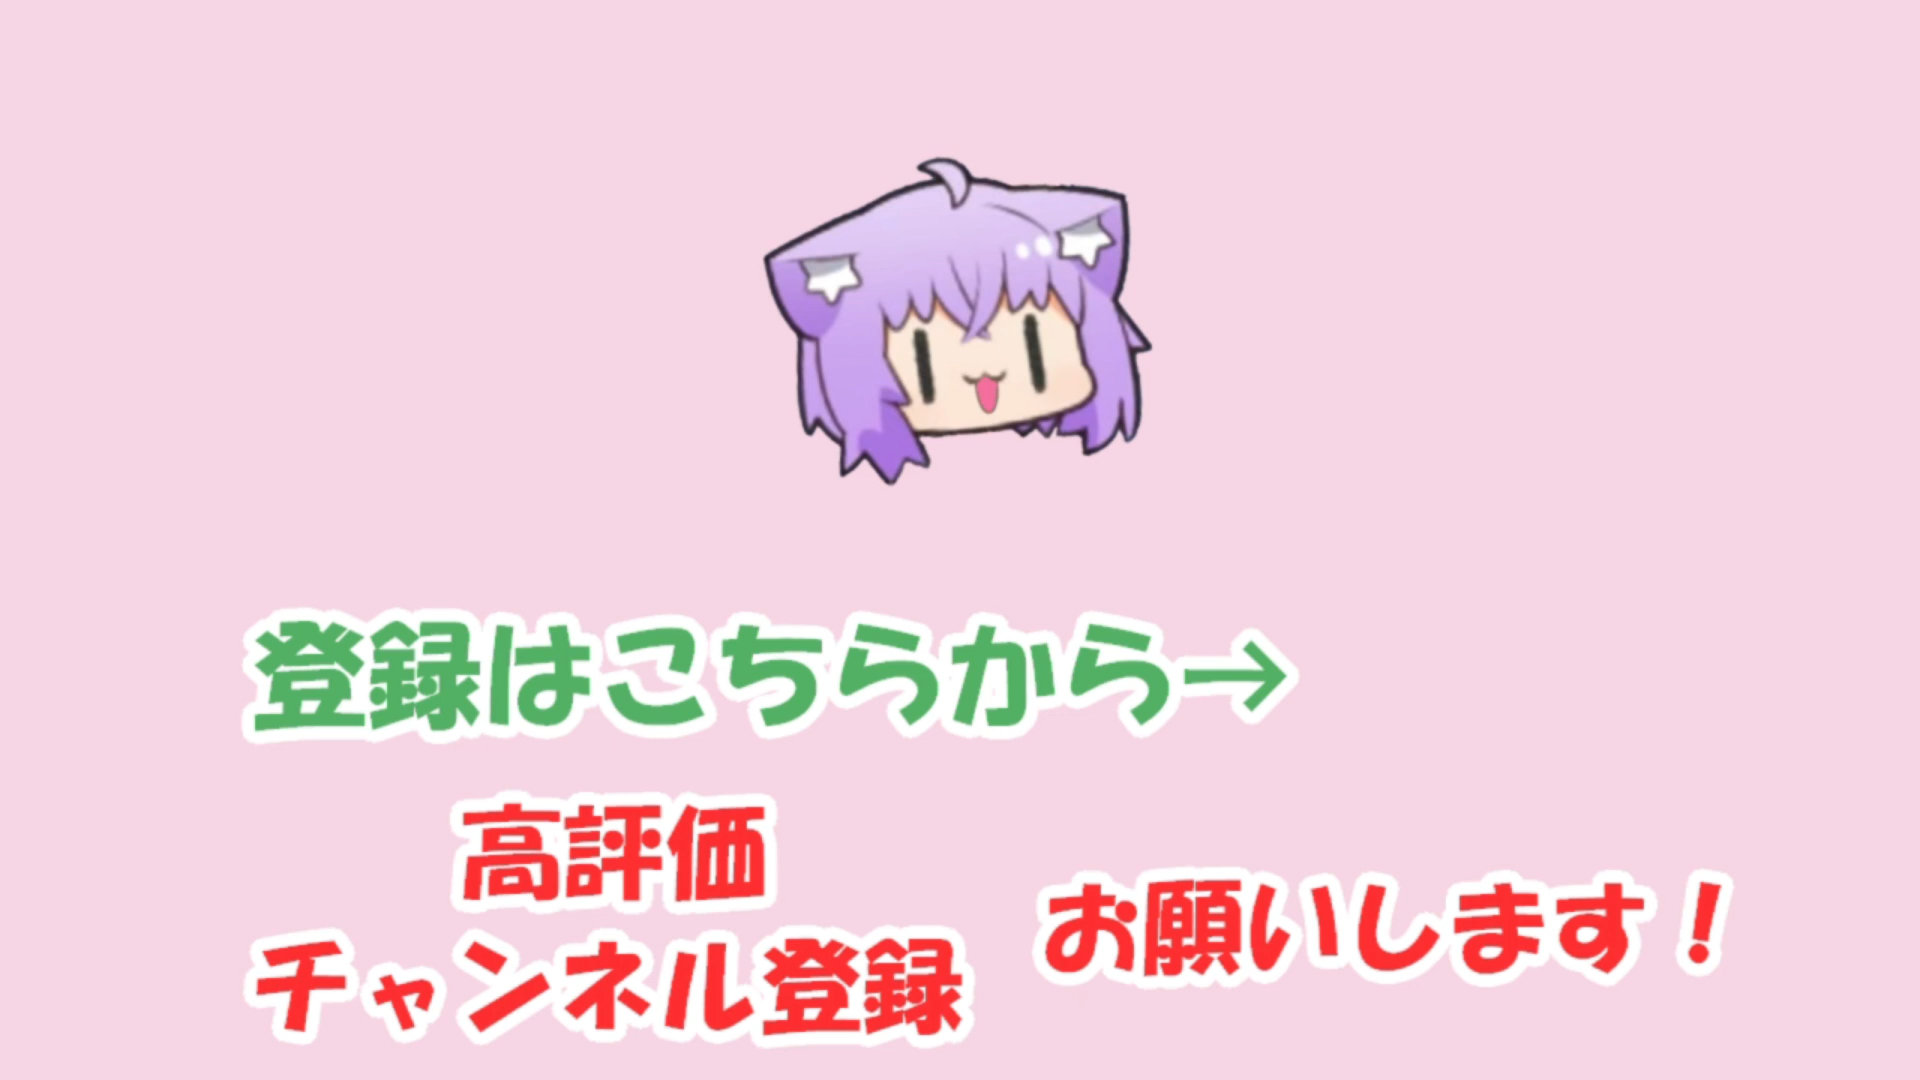 登録はこちらから→
高評価
チャンネル登録
お願いします！